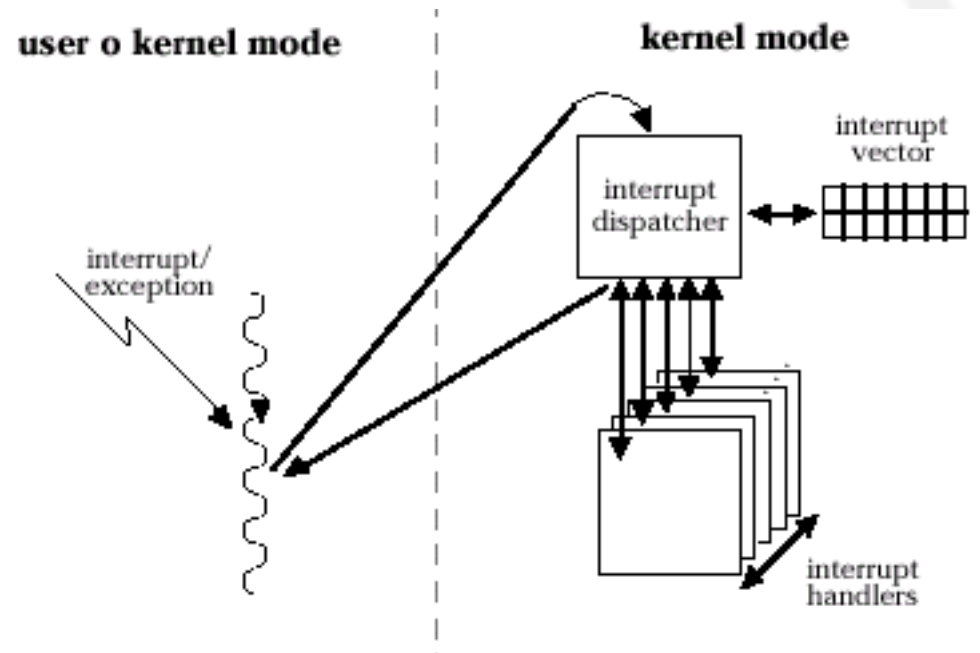 user o kernel mode
kernel mode
interrupt
vector
interrupt
dispatcher
interrupt/
exception
interrupt
handlers